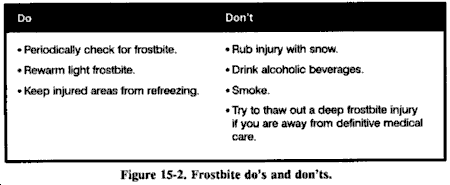 Do
Don't
• Periodically check for frostbite.
• Rewarm light frostbite.
• Keep injured areas from refreezing.
• Rub injury with snow.
• Drink alcoholic beverages.
• Smoke.
• Try to thaw out a deep frostbite injury
if you are away from definitive medical
care.
Figure 15-2. Frostbite do's and don'ts.